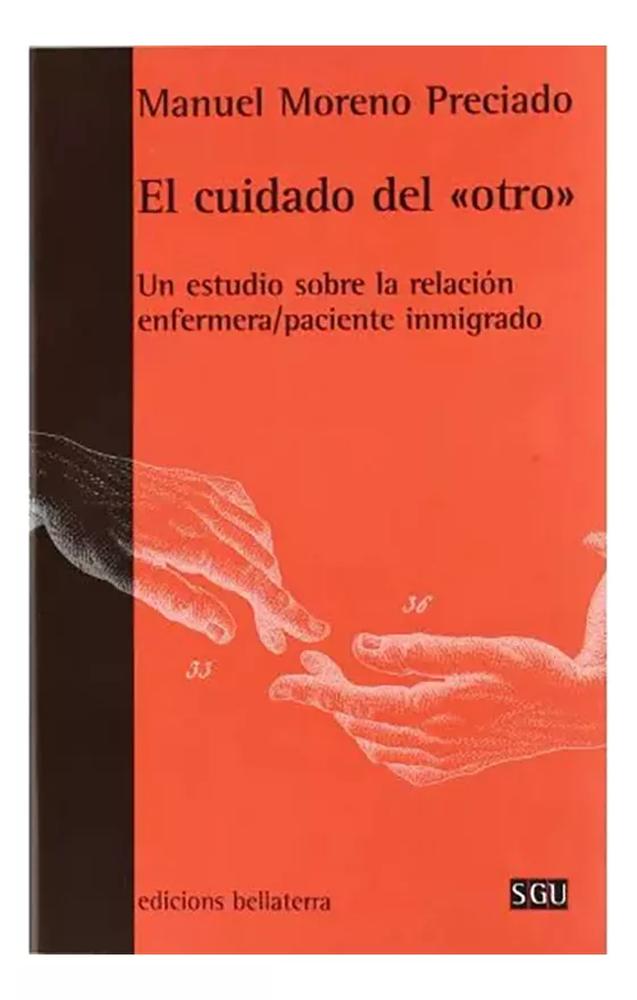 Manuel Moreno Preciado
El cuidado del «otro»
Un estudio sobre la relación
enfermera/paciente inmigrado
36
33
edicions bellaterra
SGU